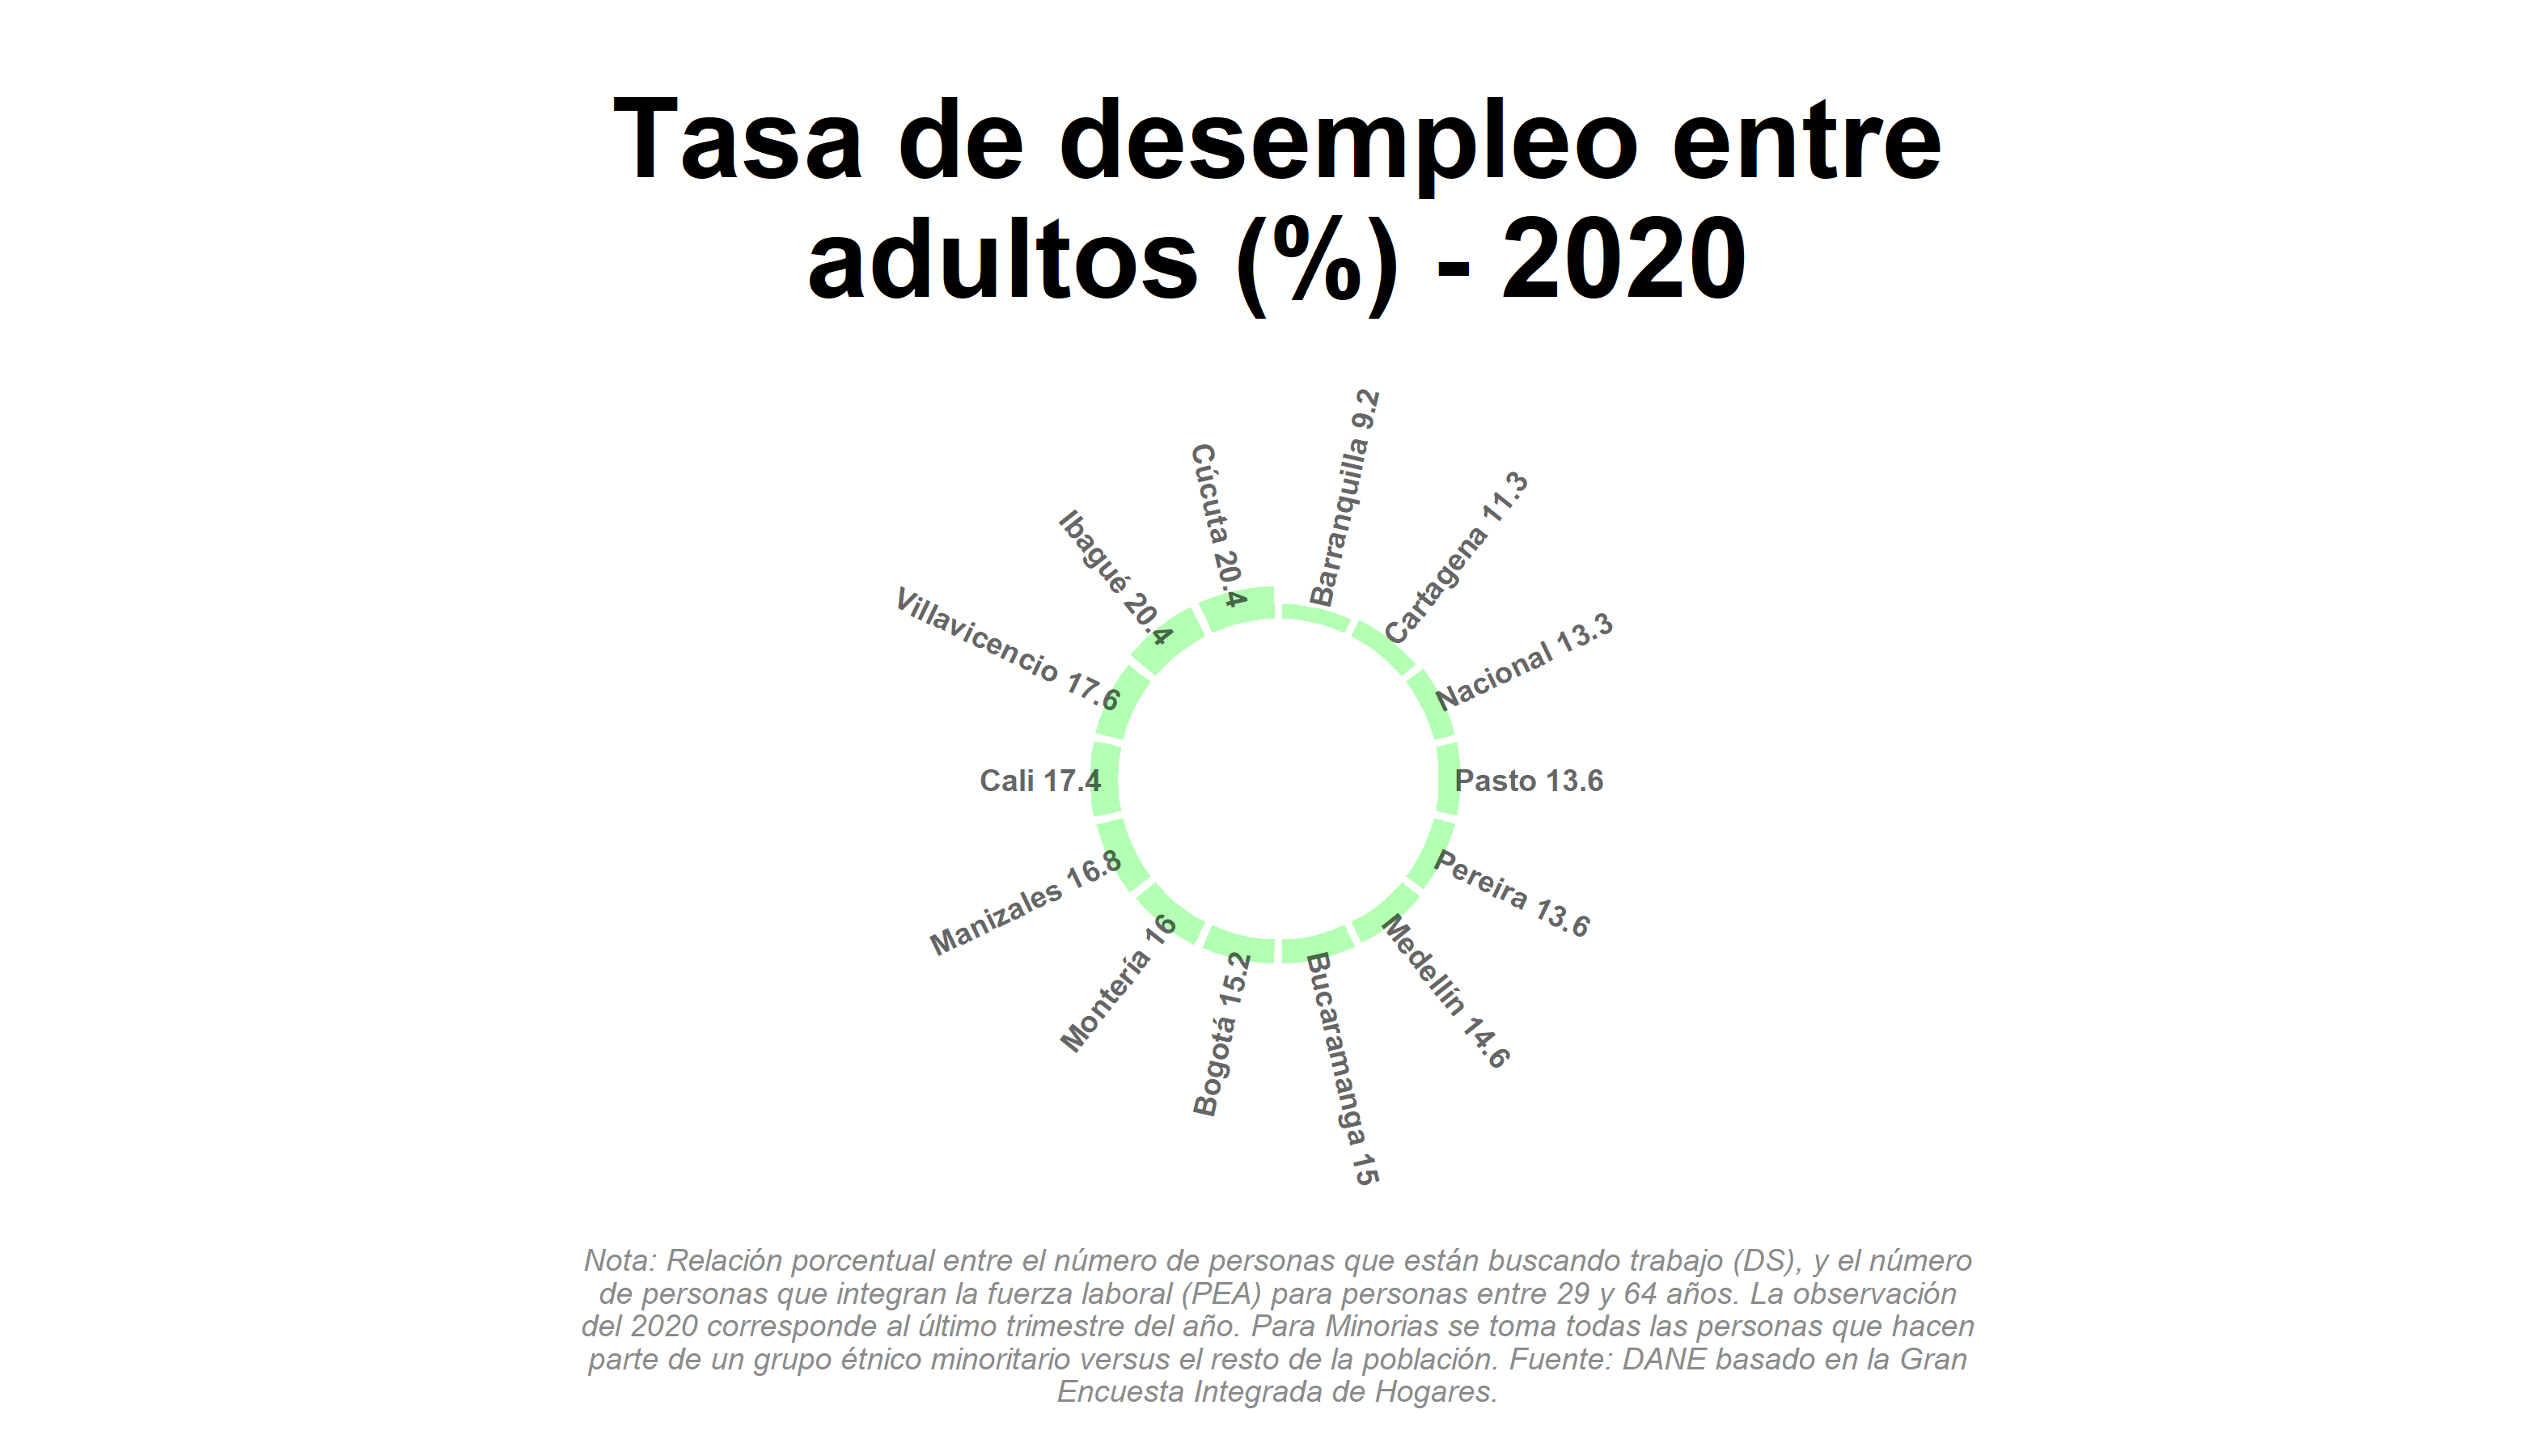 Tasa de desempleo entre
adultos (%) - 2020
Barranquilla 9.2
Cartagena 11.3
Nacional 13.3
Pasto 13.6
Pereira 13.6
Medellín 14.6
Bucaramanga 15
Bogotá 15.2
Montería 16
Manizales 16.8
Cali 17.4
Villavicencio 17.6
Ibagué 20.4
Cúcuta 20.4
Nota: Relación porcentual entre el número de personas que están buscando trabajo (DS), y el número
de personas que integran la fuerza laboral (PEA) para personas entre 29 y 64 años. La observación
del 2020 corresponde al último trimestre del año. Para Minorias se toma todas las personas que hacen
parte de un grupo étnico minoritario versus el resto de la población. Fuente: DANE basado en la Gran
Encuesta Integrada de Hogares.